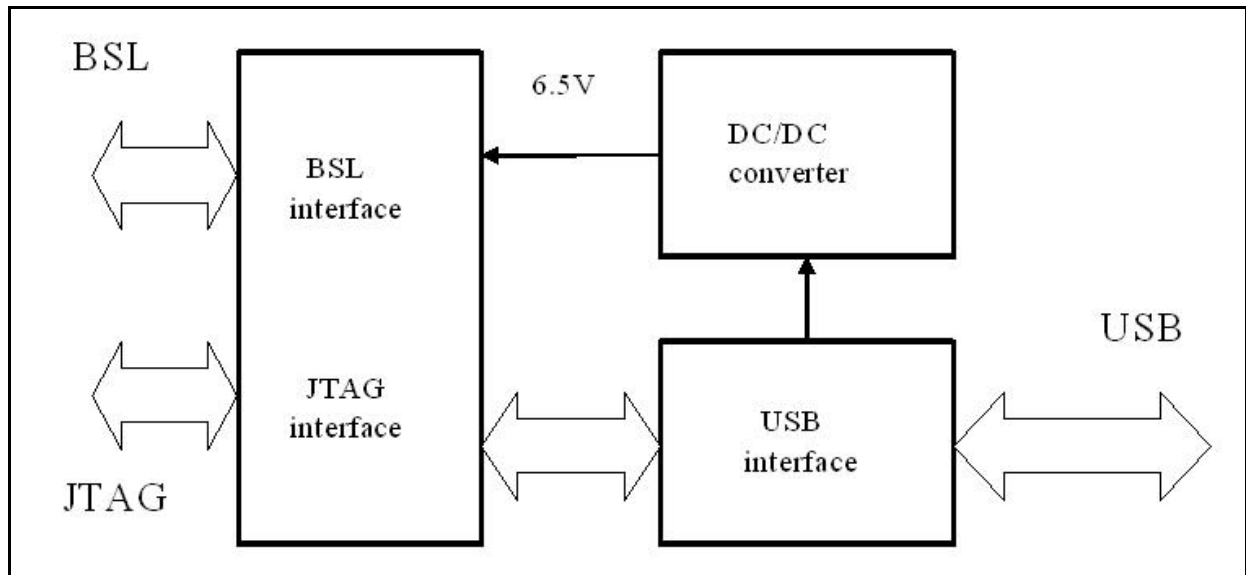 BSL
6.5V
DC/DC
converter
BSL
interface
USB
JTAG
interface
USB
interface
JTAG